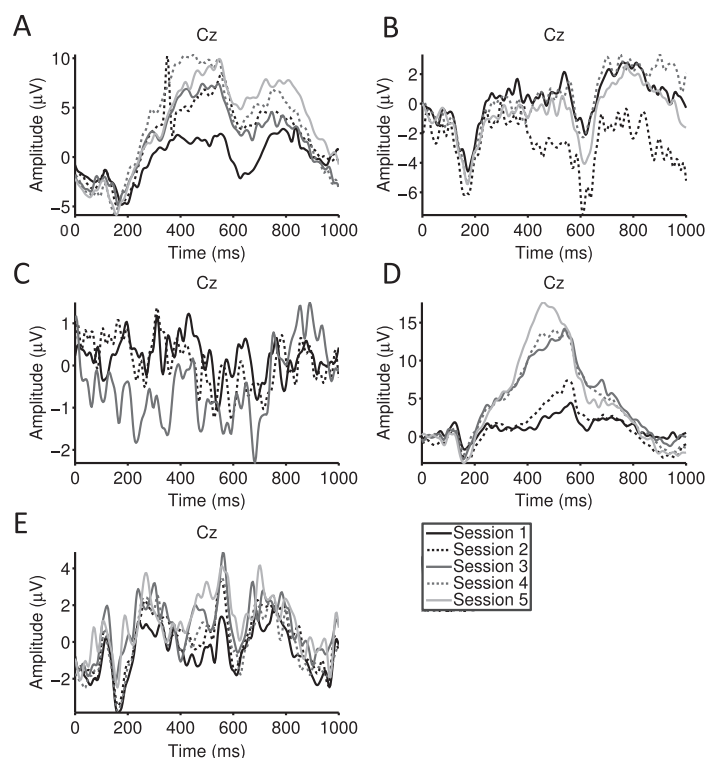 A
Cz
10
5
0
−5
Amplitude (µV)
00 200 400 600 800 1000
Time (ms)
B
Cz
2
0
−2
−4
−6
Amplitude (µV)
0 200 400 600 800 1000
Time (ms)
C
Cz
1
0
−1
−2
Amplitude (µV)
0 200 400 600 800 1000
Time (ms)
D
Cz
15
10
5
0
Amplitude (µV)
0 200 400 600 800 1000
Time (ms)
E
Cz
4
2
0
−2
Amplitude (µV)
0 200 400 600 800 1000
Time (ms)
Session 1
Session 2
Session 3
Session 4
Session 5